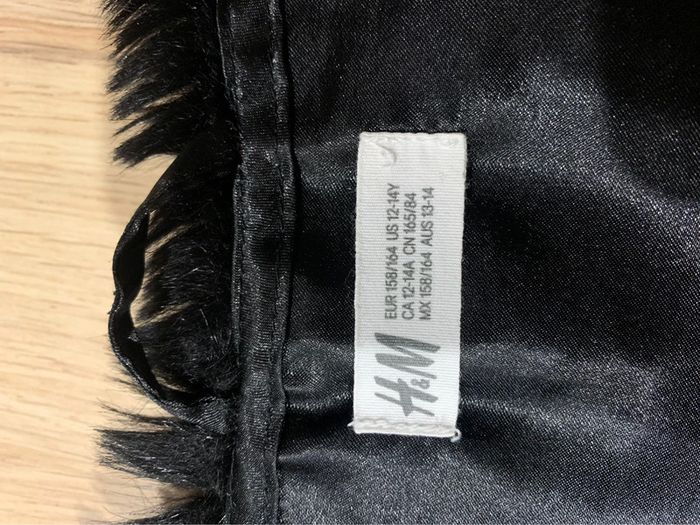 H&M
EUR 158/164 US 12-14Y
CA 12-14A CN 165/84
MX 158/164 AUS 13-14